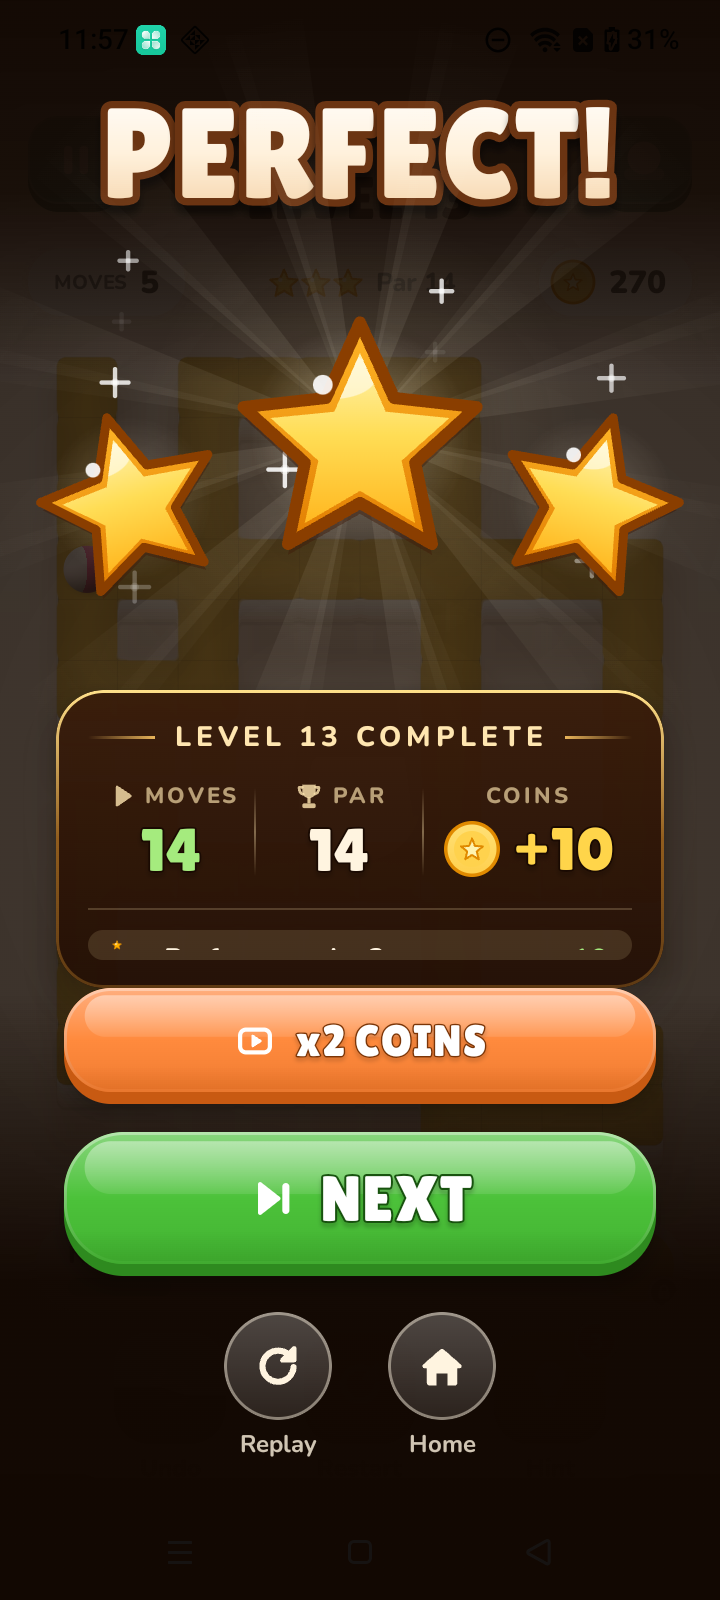 11:57 31%
PERFECT!
MOVES 5 Par 14 270
LEVEL 13 COMPLETE
MOVES PAR COINS
14 14 +10
x2 COINS
NEXT
Replay Home